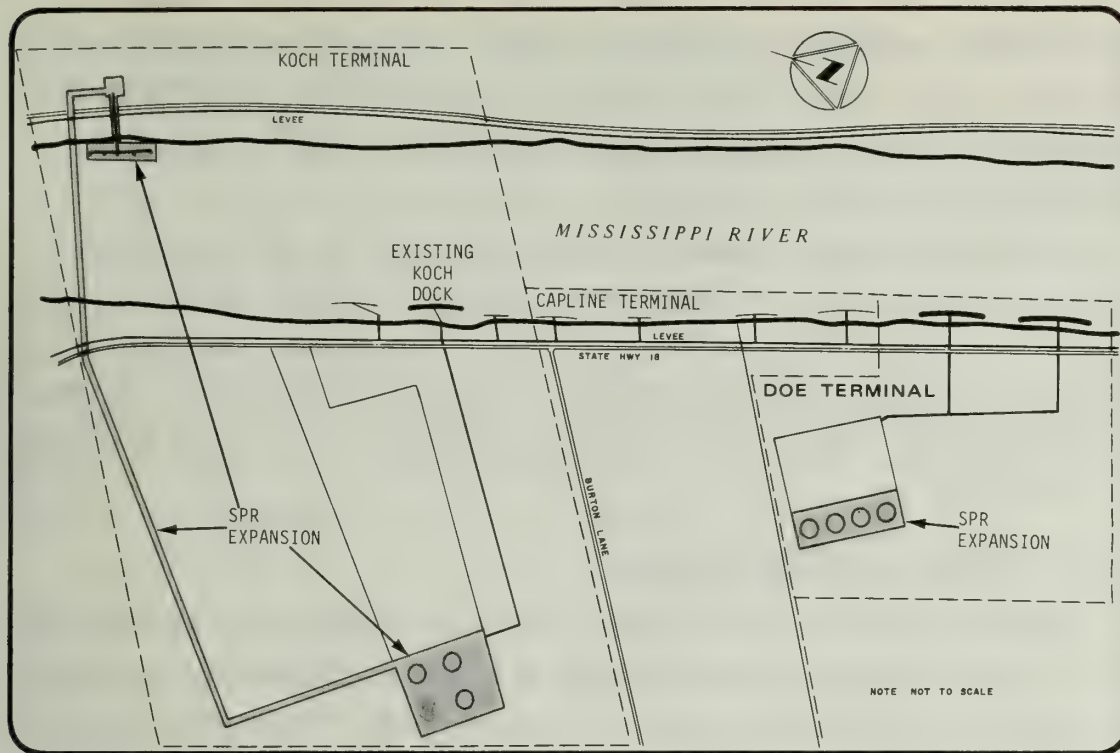 KOCH TERMINAL
LEVEE
MISSISSIPPI RIVER
EXISTING
KOCH
DOCK
CAPLINE TERMINAL
LEVEE
STATE HWY 18
DOE TERMINAL
BURTON LANE
SPR
EXPANSION
SPR
EXPANSION
NOTE NOT TO SCALE